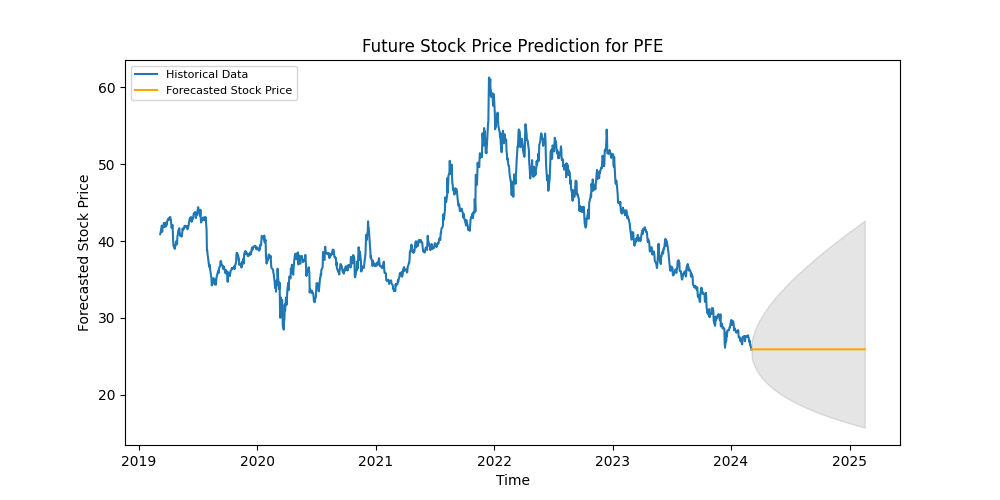 Future Stock Price Prediction for PFE
Historical Data
Forecasted Stock Price
Forecasted Stock Price
60
50
40
30
20
2019
2020
2021
2022
2023
2024
2025
Time